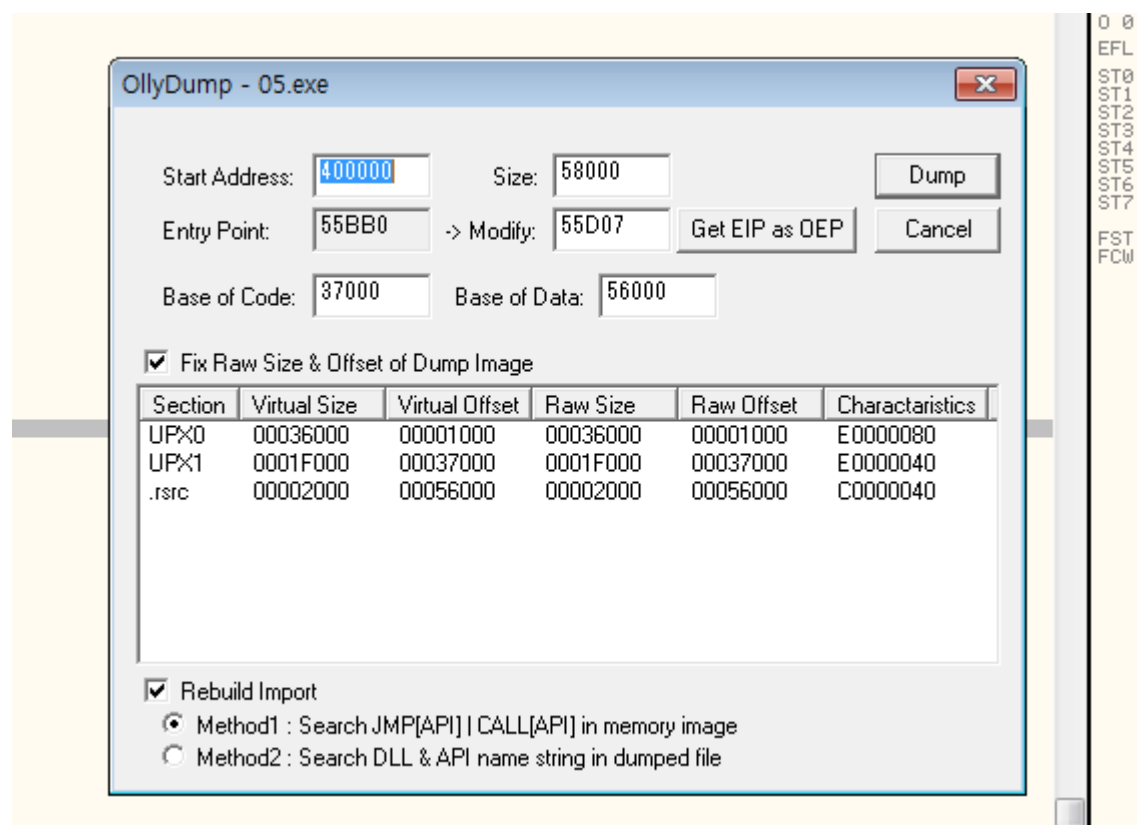 O 0
EFL
ST0
ST1
ST2
ST3
ST4
ST5
ST6
ST7
FST
FCW
OllyDump - 05.exe
Start Address: 400000 Size: 58000 Dump
Entry Point: 55BB0 -> Modify: 55D07 Get EIP as OEP Cancel
Base of Code: 37000 Base of Data: 56000
Fix Raw Size & Offset of Dump Image
Section Virtual Size Virtual Offset Raw Size Raw Offset Charactaristics
UPX0 00036000 00001000 00036000 00001000 E0000080
UPX1 0001F000 00037000 0001F000 00037000 E0000040
.rsrc 00002000 00056000 00002000 00056000 C0000040
Rebuild Import
Method1 : Search JMP[API] | CALL[API] in memory image
Method2 : Search DLL & API name string in dumped file